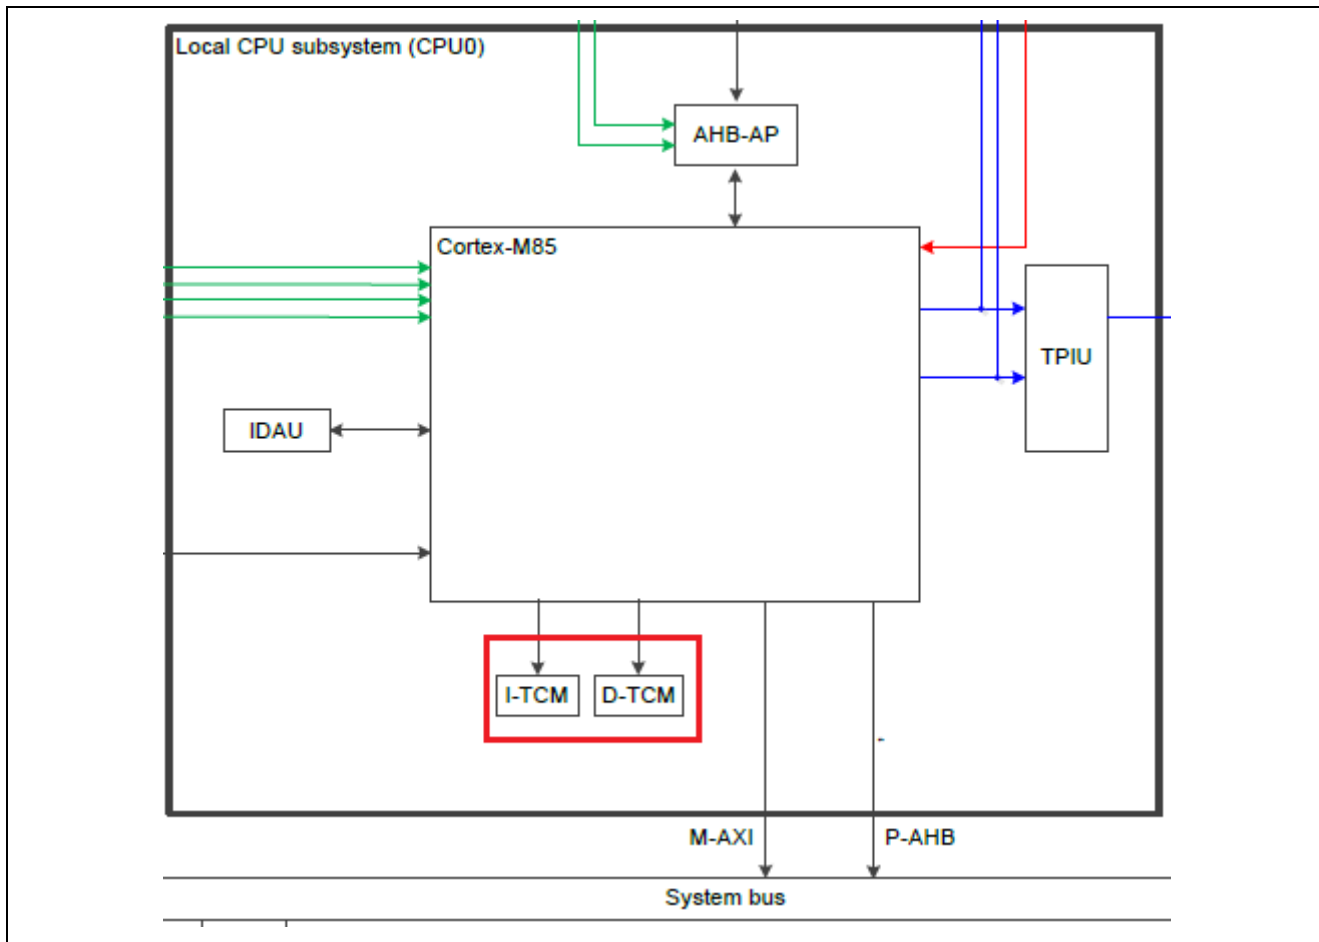 Local CPU subsystem (CPU0)
AHB-AP
Cortex-M85
TPIU
IDAU
I-TCM
D-TCM
M-AXI
P-AHB
System bus